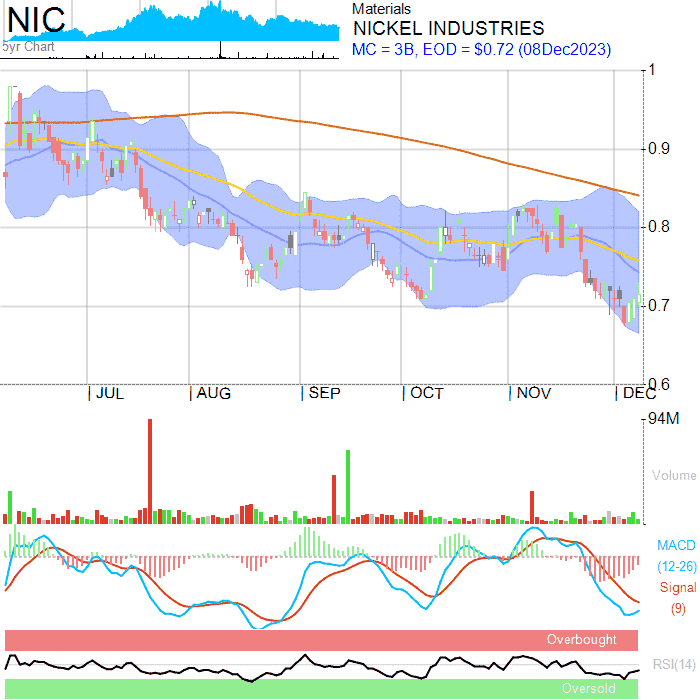 NIC
5yr Chart
Materials
NICKEL INDUSTRIES
MC = 3B, EOD = $0.72 (08Dec2023)
1
0.9
0.8
0.7
0.6
JUL AUG SEP OCT NOV DEC
94M
Volume
MACD
(12-26)
Signal
(9)
Overbought
RSI(14)
Oversold